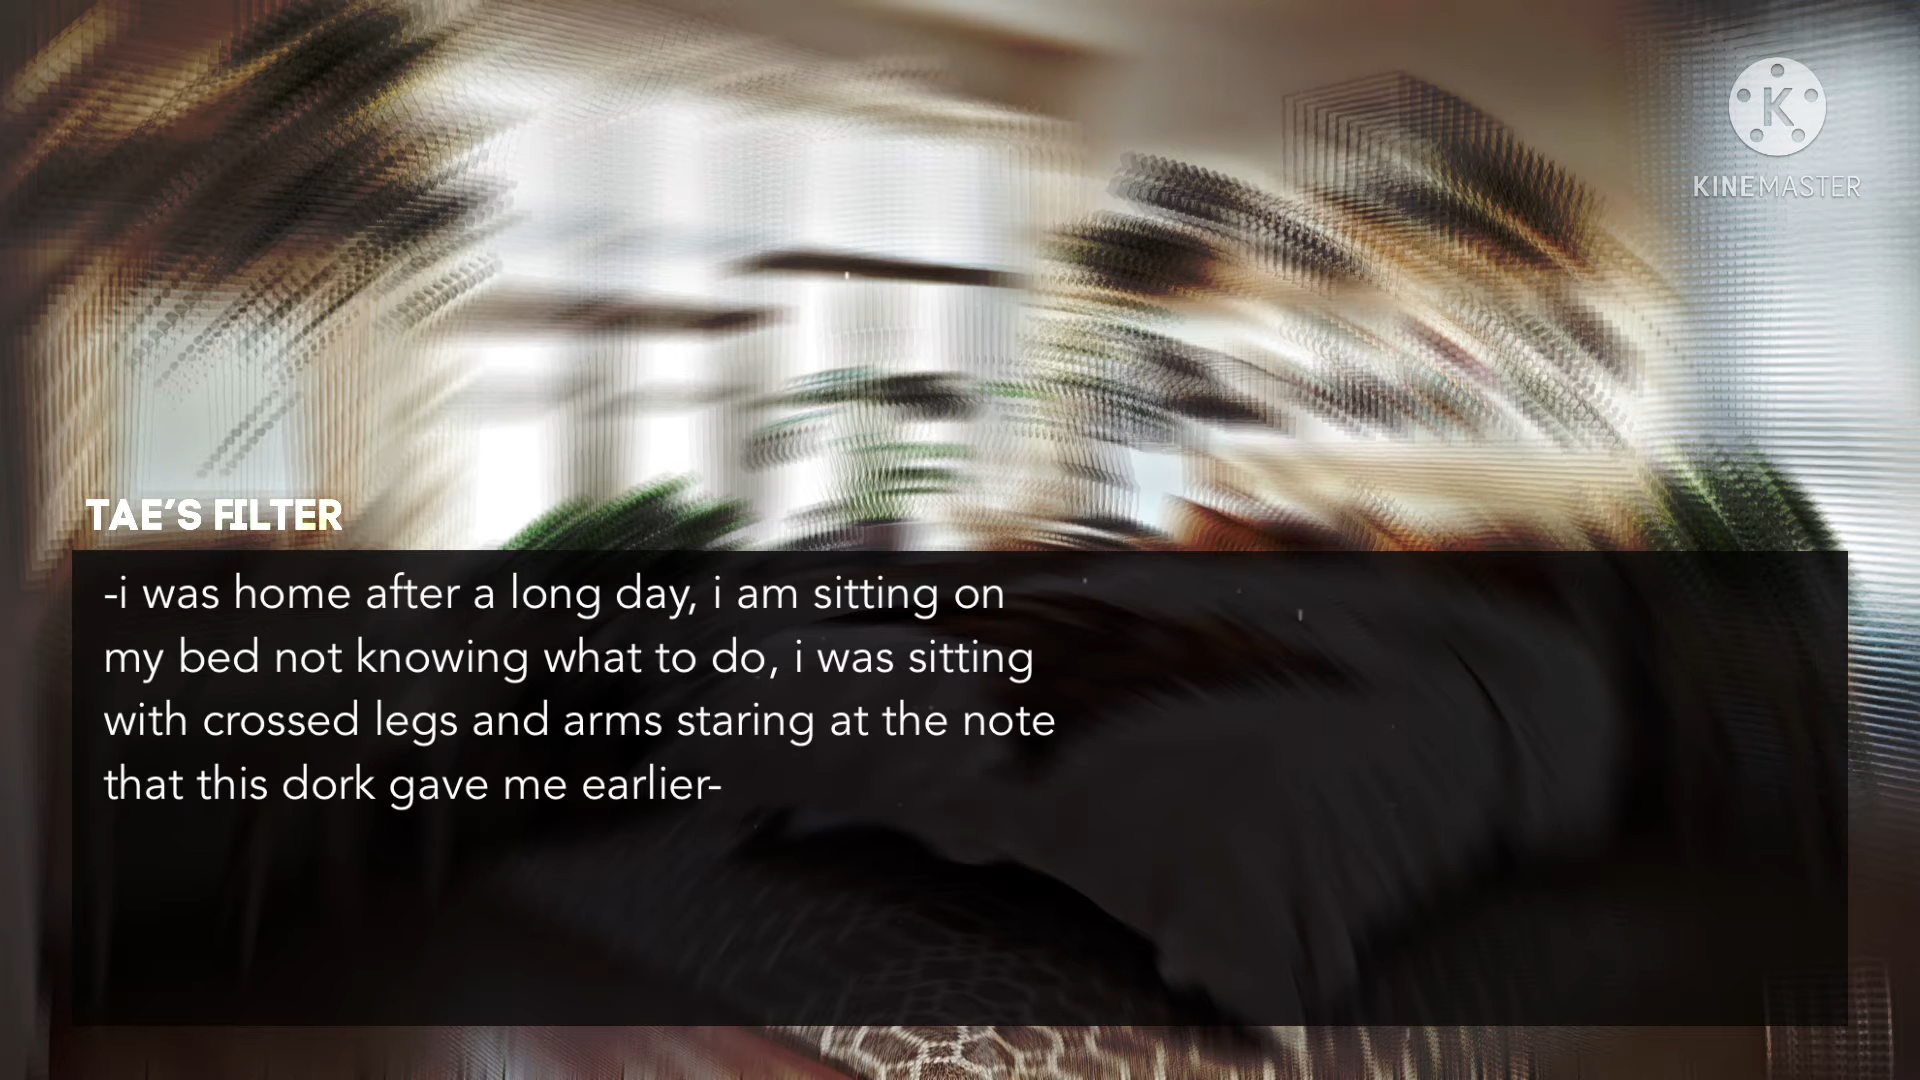 K
KINEMASTER
TAE'S FILTER
-i was home after a long day, i am sitting on
my bed not knowing what to do, i was sitting
with crossed legs and arms staring at the note
that this dork gave me earlier-